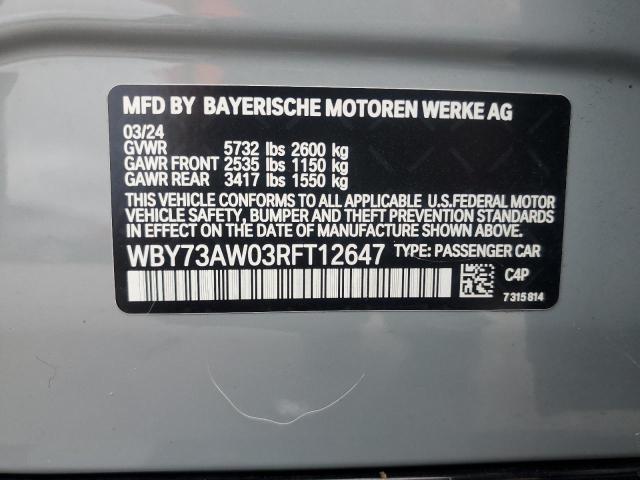 MFD BY BAYERISCHE MOTOREN WERKE AG
03/24
GVWR 5732 lbs 2600 kg
GAWR FRONT 2535 lbs 1150 kg
GAWR REAR 3417 lbs 1550 kg
THIS VEHICLE CONFORMS TO ALL APPLICABLE U.S.FEDERAL MOTOR
VEHICLE SAFETY, BUMPER AND THEFT PREVENTION STANDARDS
IN EFFECT ON THE DATE OF MANUFACTURE SHOWN ABOVE.
WBY73AW03RFT12647 TYPE: PASSENGER CAR
C4P
7315814